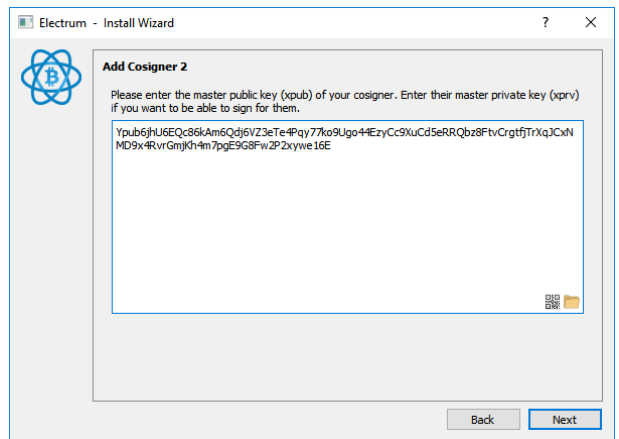 Electrum - Install Wizard
Add Cosigner 2
Please enter the master public key (xpub) of your cosigner. Enter their master private key (xprv)
if you want to be able to sign for them.
Ypub6jhU6EQc86kAm6Qdj6VZ3eTe4Pqy77ko9Ugo44EzyCc9XuCd5eRRQbz8FtvCrgtfjTrXqJCxN
MD9x4RvrGmjKh4m7pgE9G8Fw2P2xywe16E
Back Next